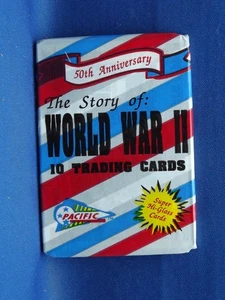 50th Anniversary
The Story of:
WORLD WAR II
10 TRADING CARDS
Super
Hi-Gloss
Cards
PACIFIC